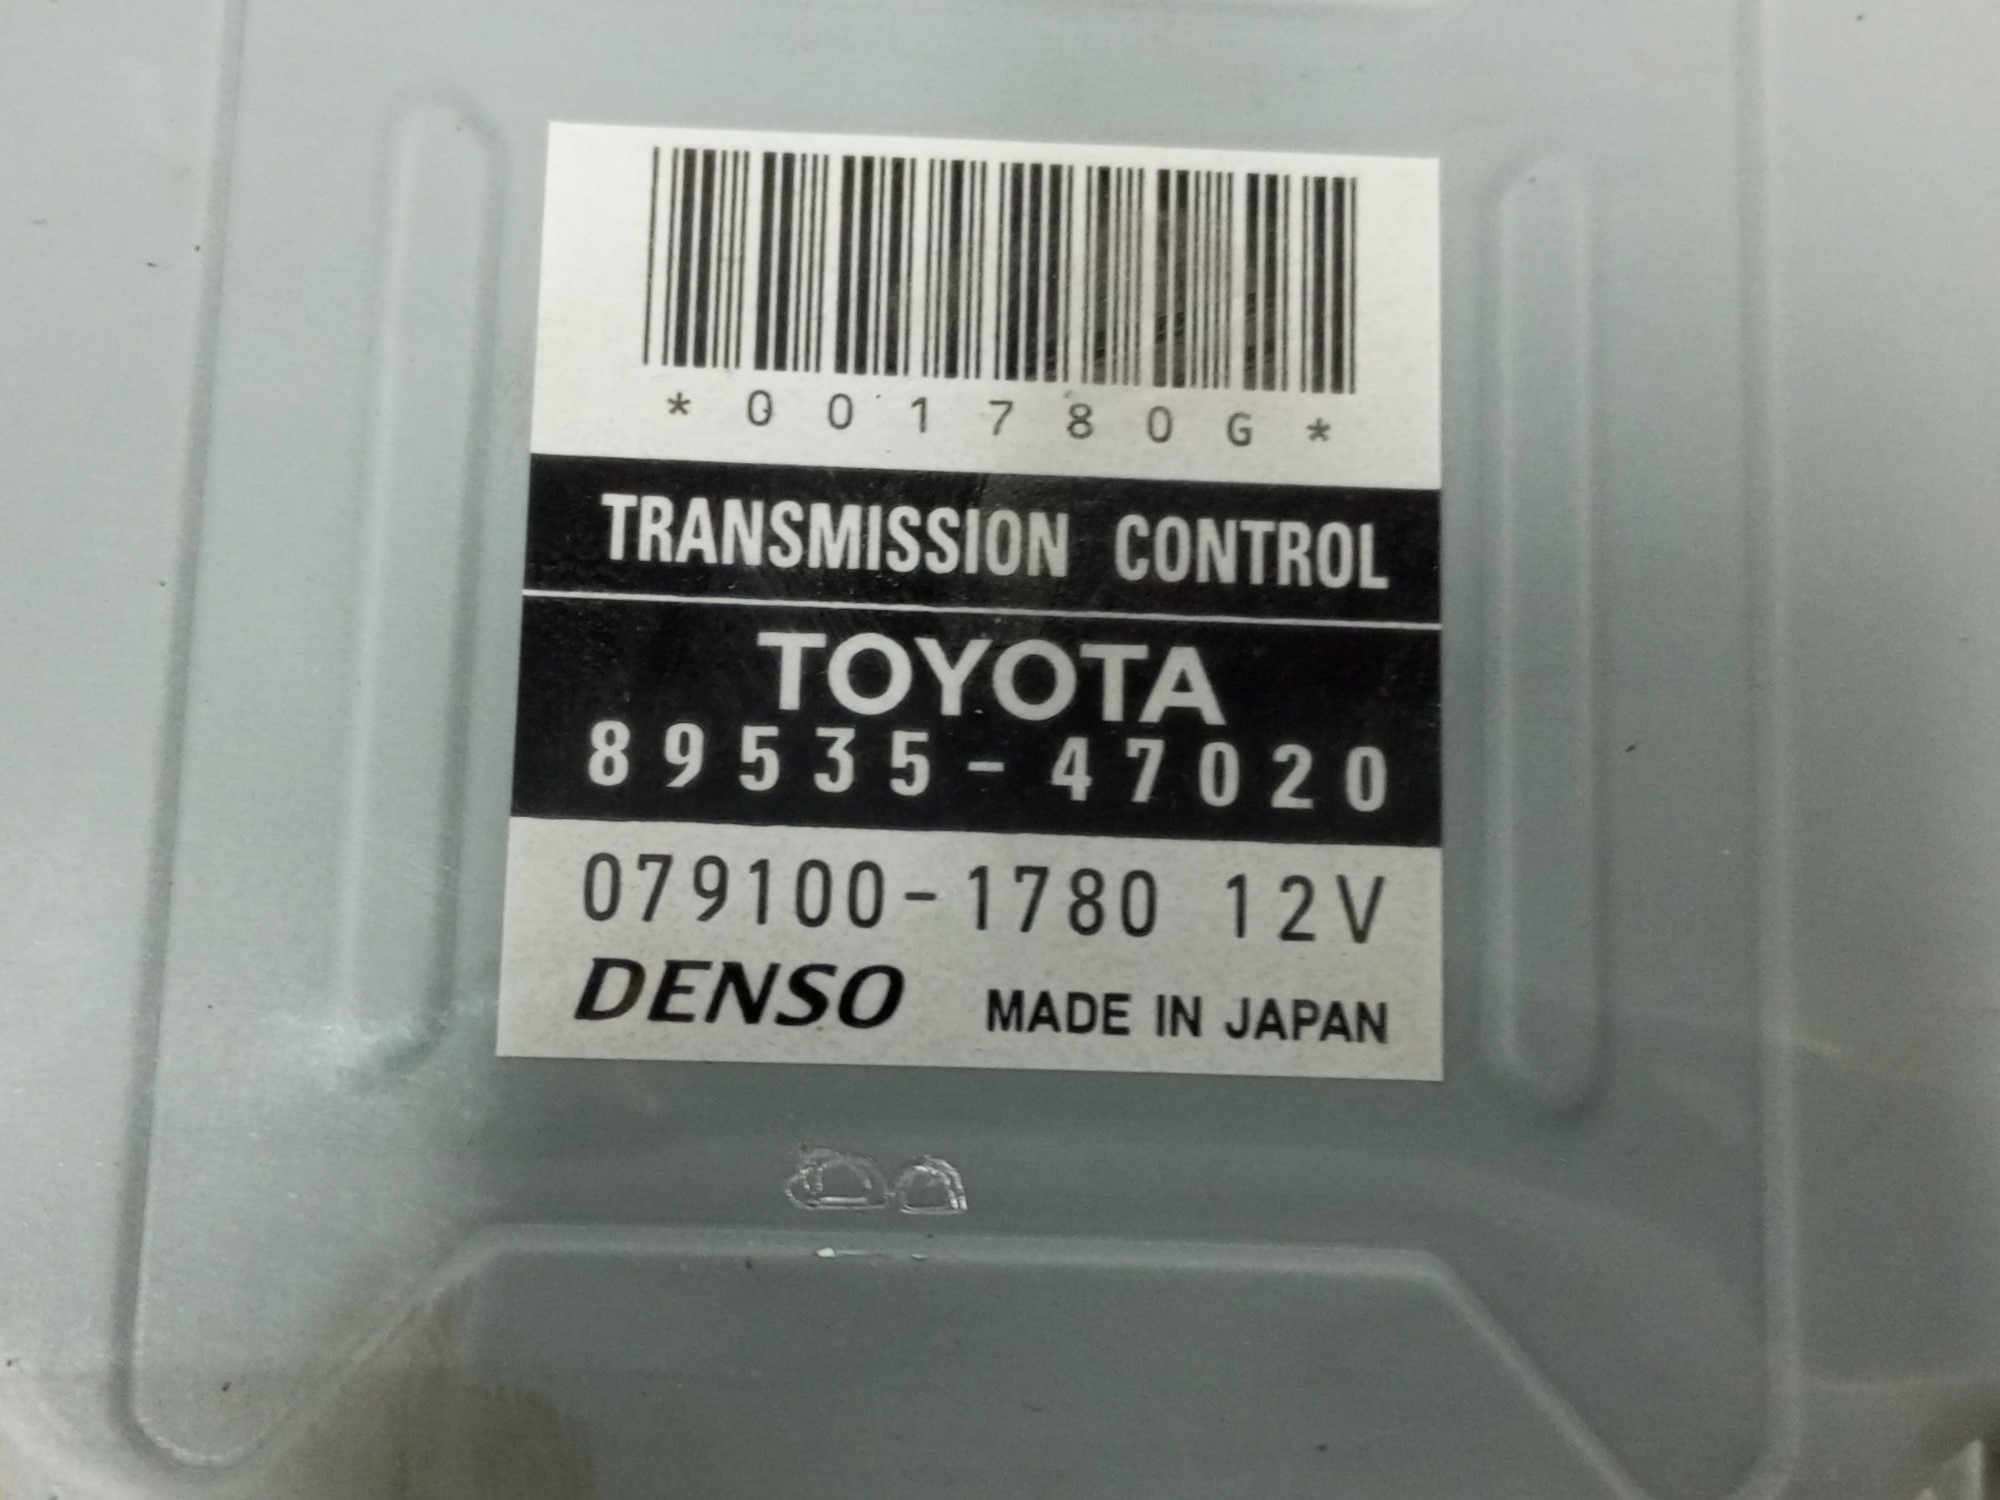 *001780G*
TRANSMISSION CONTROL
TOYOTA
89535-47020
079100-1780 12V
DENSO MADE IN JAPAN